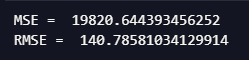 MSE =  19820.644393456252
RMSE =  140.78581034129914